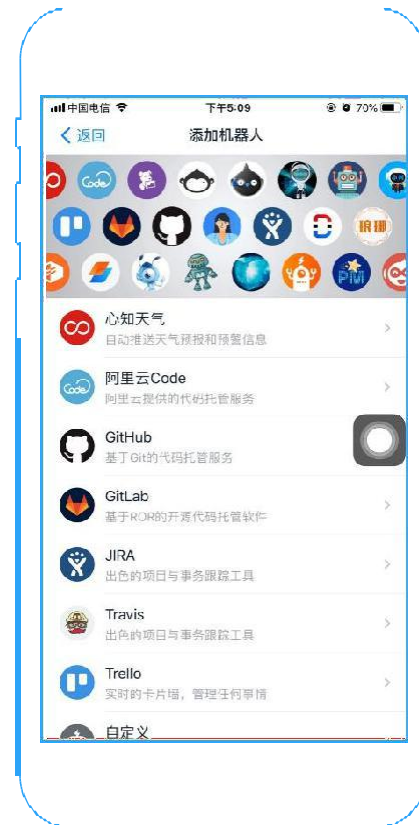 中国电信
下午5:09
70%
返回
添加机器人
Code
琅琊
PM
心知天气
自动推送天气预报和预警信息
Code
阿里云Code
阿里云提供的代码托管服务
GitHub
基于Git的代码托管服务
GitLab
基于ROR的开源代码托管软件
JIRA
出色的项目与事务跟踪工具
Travis
出色的项目与事务跟踪工具
Trello
实时的卡片墙，管理任何事情
自定义